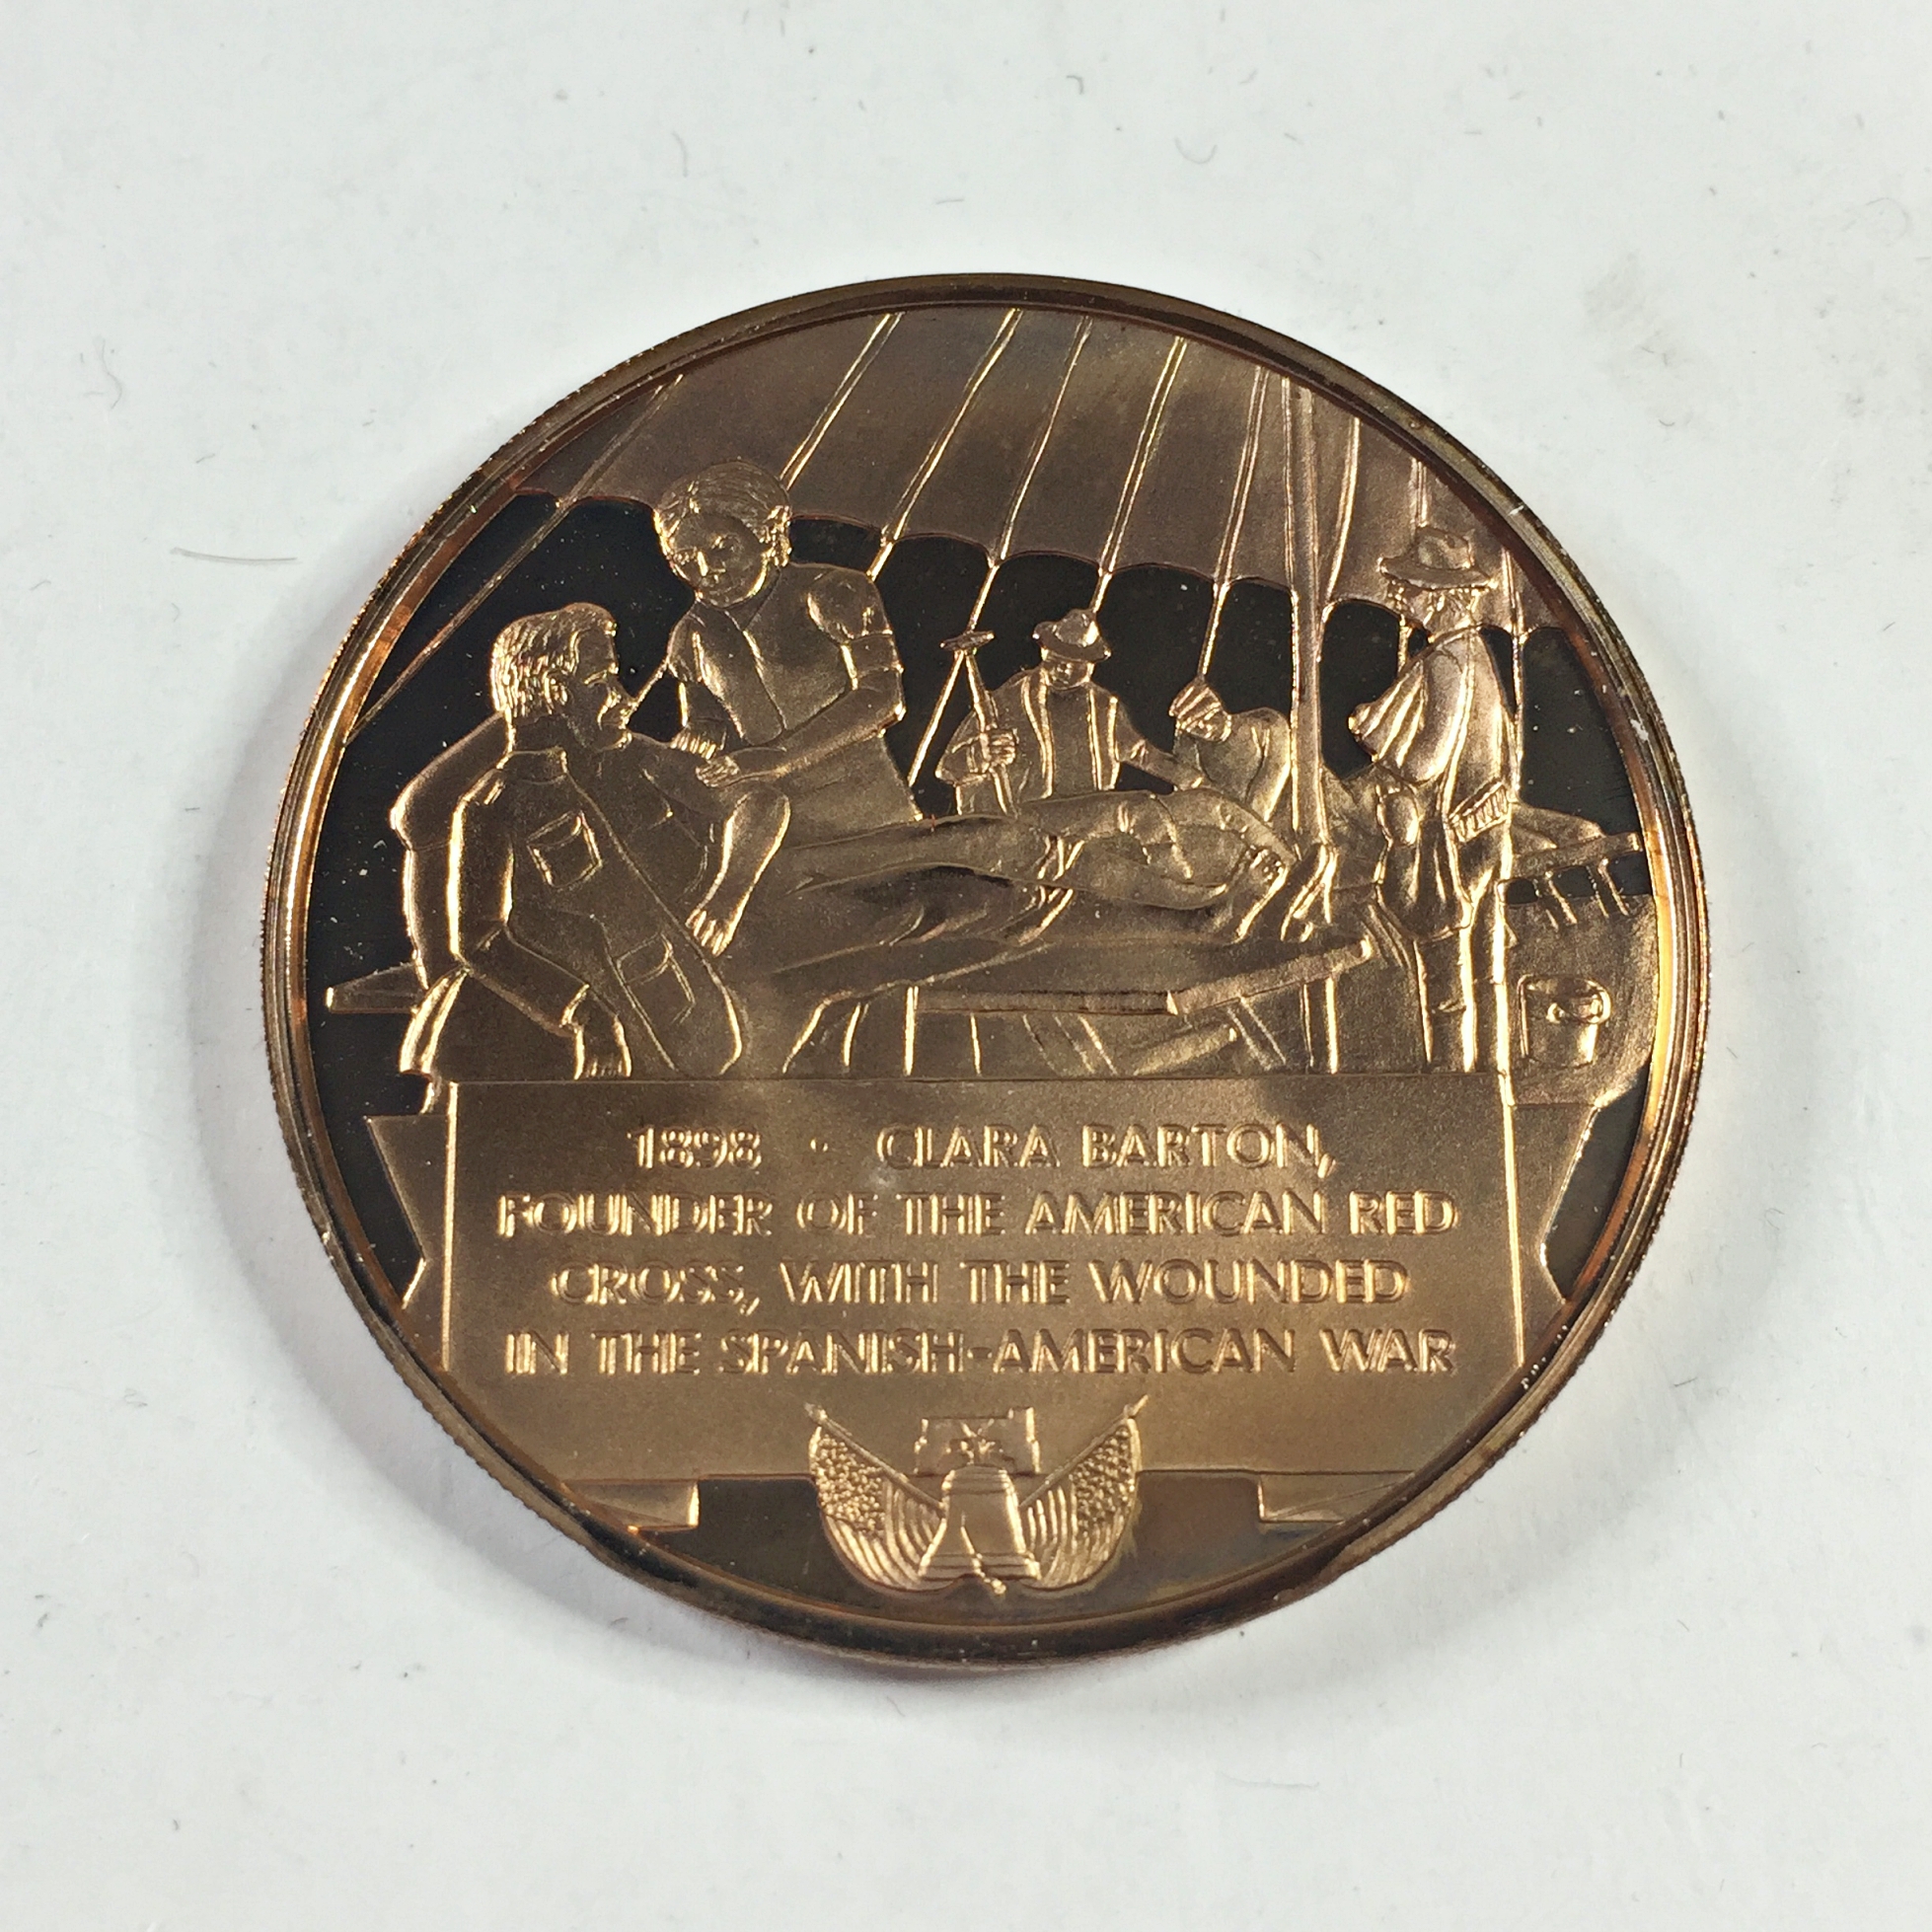 1898 · CLARA BARTON,
FOUNDER OF THE AMERICAN RED
CROSS, WITH THE WOUNDED
IN THE SPANISH-AMERICAN WAR